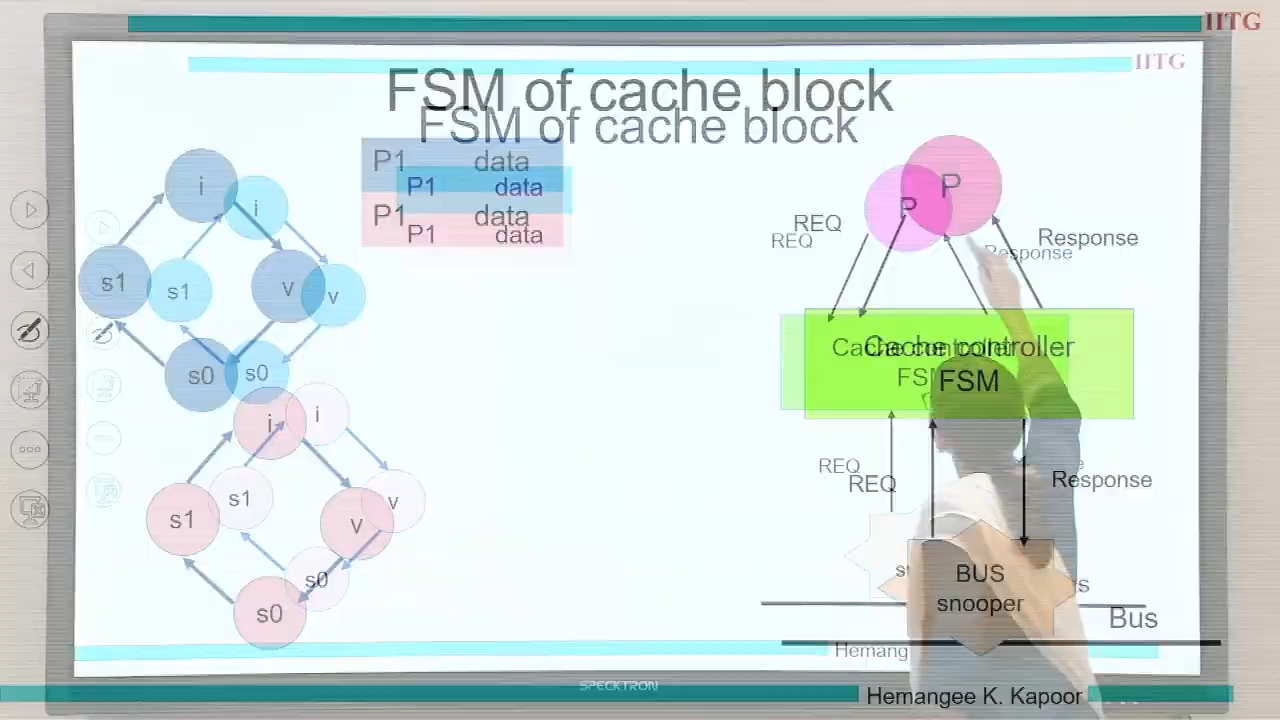 IITG
IITG
FSM of cache block
FSM of cache block
P1 data
P1 data
P1 data
P1 data
i
i
s1
s1
v
v
s0
s0
i
i
s1
s1
v
v
s0
s0
P
P
REQ
REQ
Response
Response
Cache controller
FSM
Cache controller
REQ
REQ
Response
BUS
snooper
Bus
Hemang
SPECKTRON
Hemangee K. Kapoor